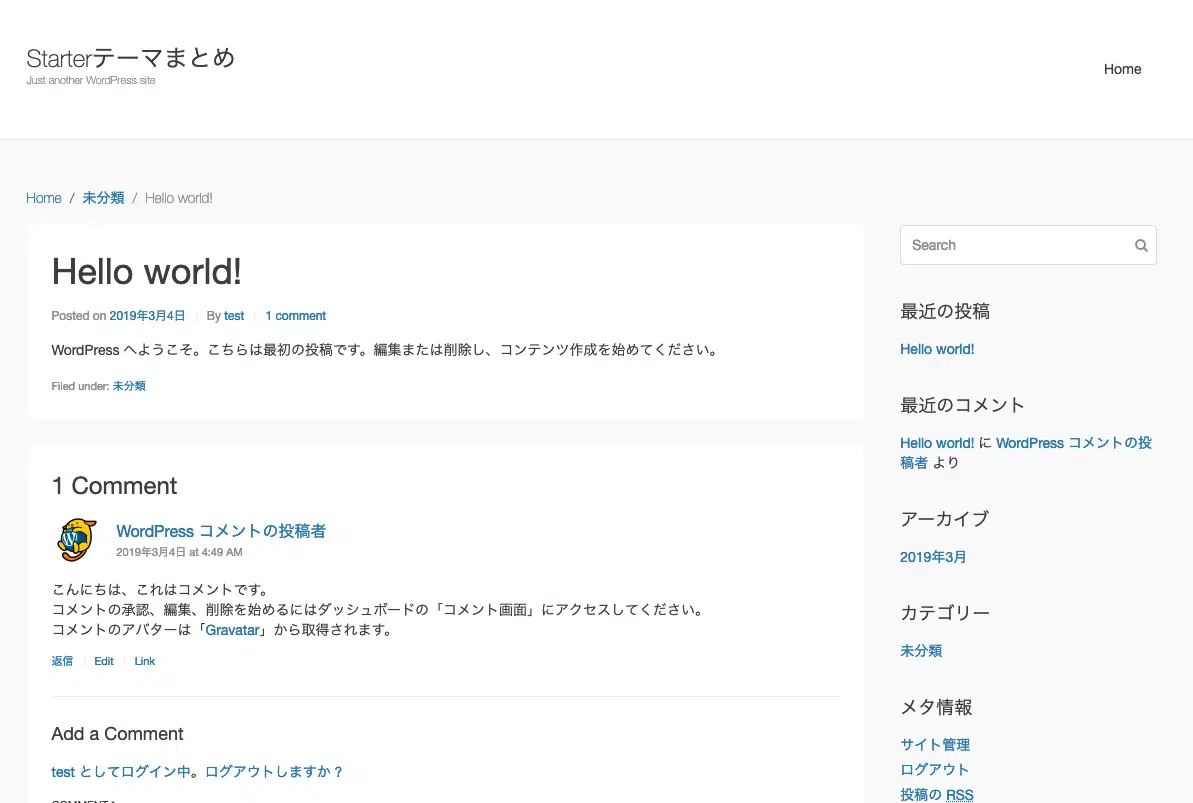 Starterテーマまとめ
Just another WordPress site
Home
Home / 未分類 / Hello world!
Hello world!
Posted on 2019年3月4日 By test 1 comment
WordPress へようこそ。こちらは最初の投稿です。編集または削除し、コンテンツ作成を始めてください。
Filed under: 未分類
1 Comment
WordPress コメントの投稿者
2019年3月4日 at 4:49 AM
こんにちは、これはコメントです。
コメントの承認、編集、削除を始めるにはダッシュボードの「コメント画面」にアクセスしてください。
コメントのアバターは「Gravatar」から取得されます。
返信 Edit Link
Add a Comment
test としてログイン中。ログアウトしますか ?
Search
最近の投稿
Hello world!
最近のコメント
Hello world! に WordPress コメントの投
稿者 より
アーカイブ
2019年3月
カテゴリー
未分類
メタ情報
サイト管理
ログアウト
投稿の RSS